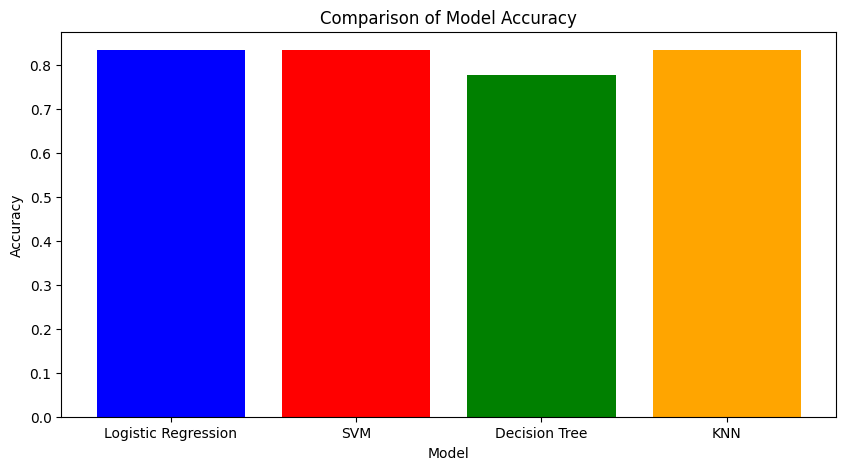 Comparison of Model Accuracy
Accuracy
0.8
0.7
0.6
0.5
0.4
0.3
0.2
0.1
0.0
Logistic Regression SVM Decision Tree KNN
Model